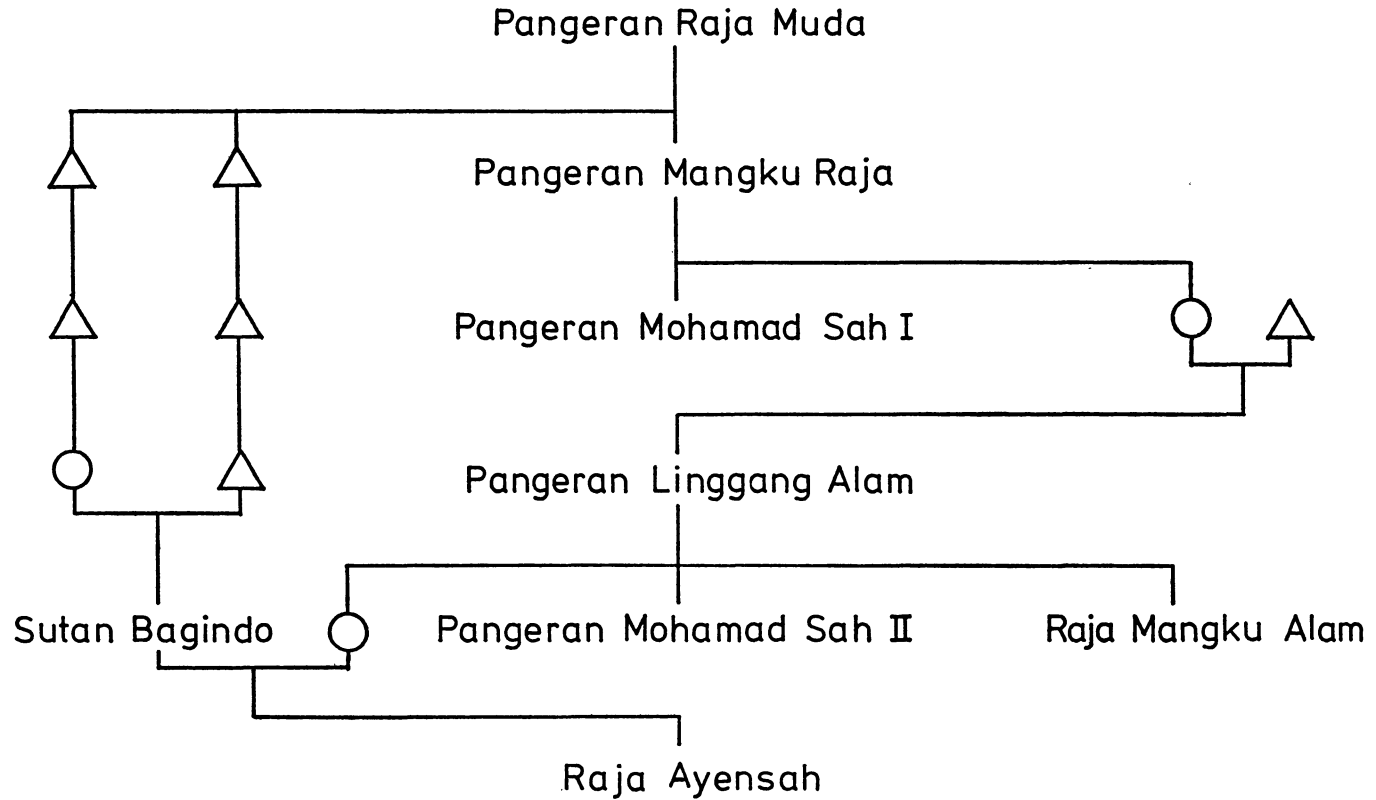 Pangeran Raja Muda
Pangeran Mangku Raja
Pangeran Mohamad Sah I
Pangeran Linggang Alam
Sutan Bagindo
Pangeran Mohamad Sah II
Raja Mangku Alam
Raja Ayensah